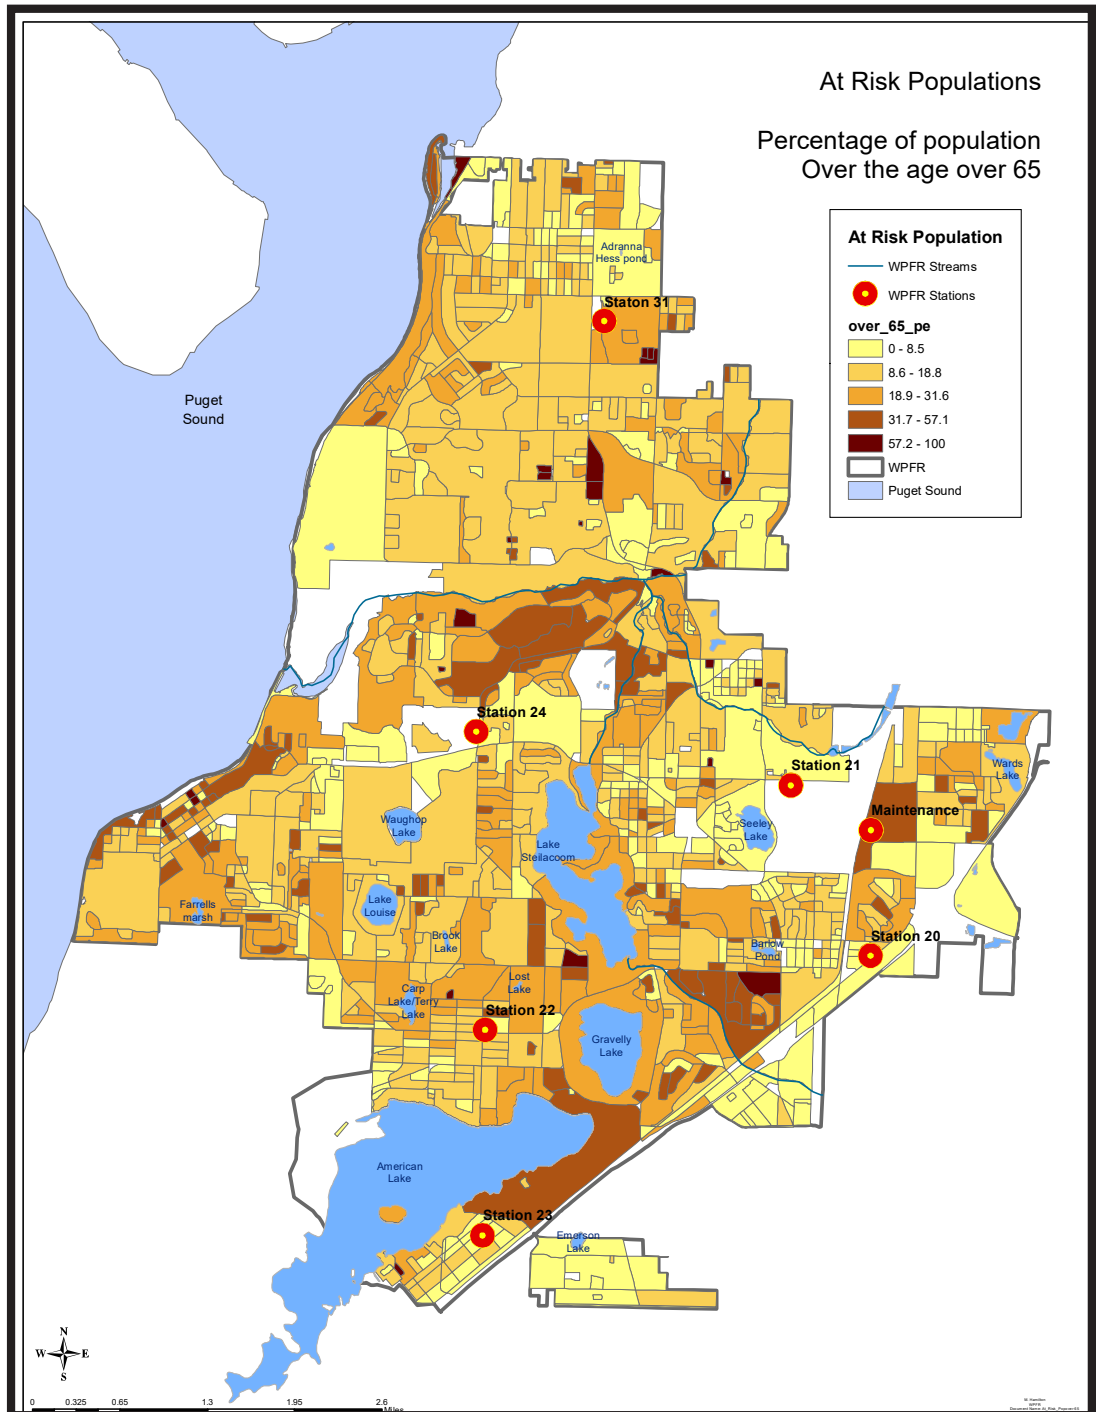 At Risk Populations
Percentage of population
Over the age over 65
At Risk Population
WPFR Streams
WPFR Stations
over_65_pe
0 - 8.5
8.6 - 18.8
18.9 - 31.6
31.7 - 57.1
57.2 - 100
WPFR
Puget Sound
Adranna
Hess pond
Staton 31
Puget
Sound
Station 24
Station 21
Wards
Lake
Maintenance
Waughop
Lake
Seeley
Lake
Lake
Steilacoom
Lake
Louise
Farrells
marsh
Brook
Lake
Barlow
Pond
Station 20
Lost
Lake
Carp
Lake/Terry
Lake
Station 22
Gravelly
Lake
American
Lake
Station 23
Emerson
Lake
N
W E
S
0 0.325 0.65 1.3 1.95 2.6
Miles
M. Hamilton
WPFR